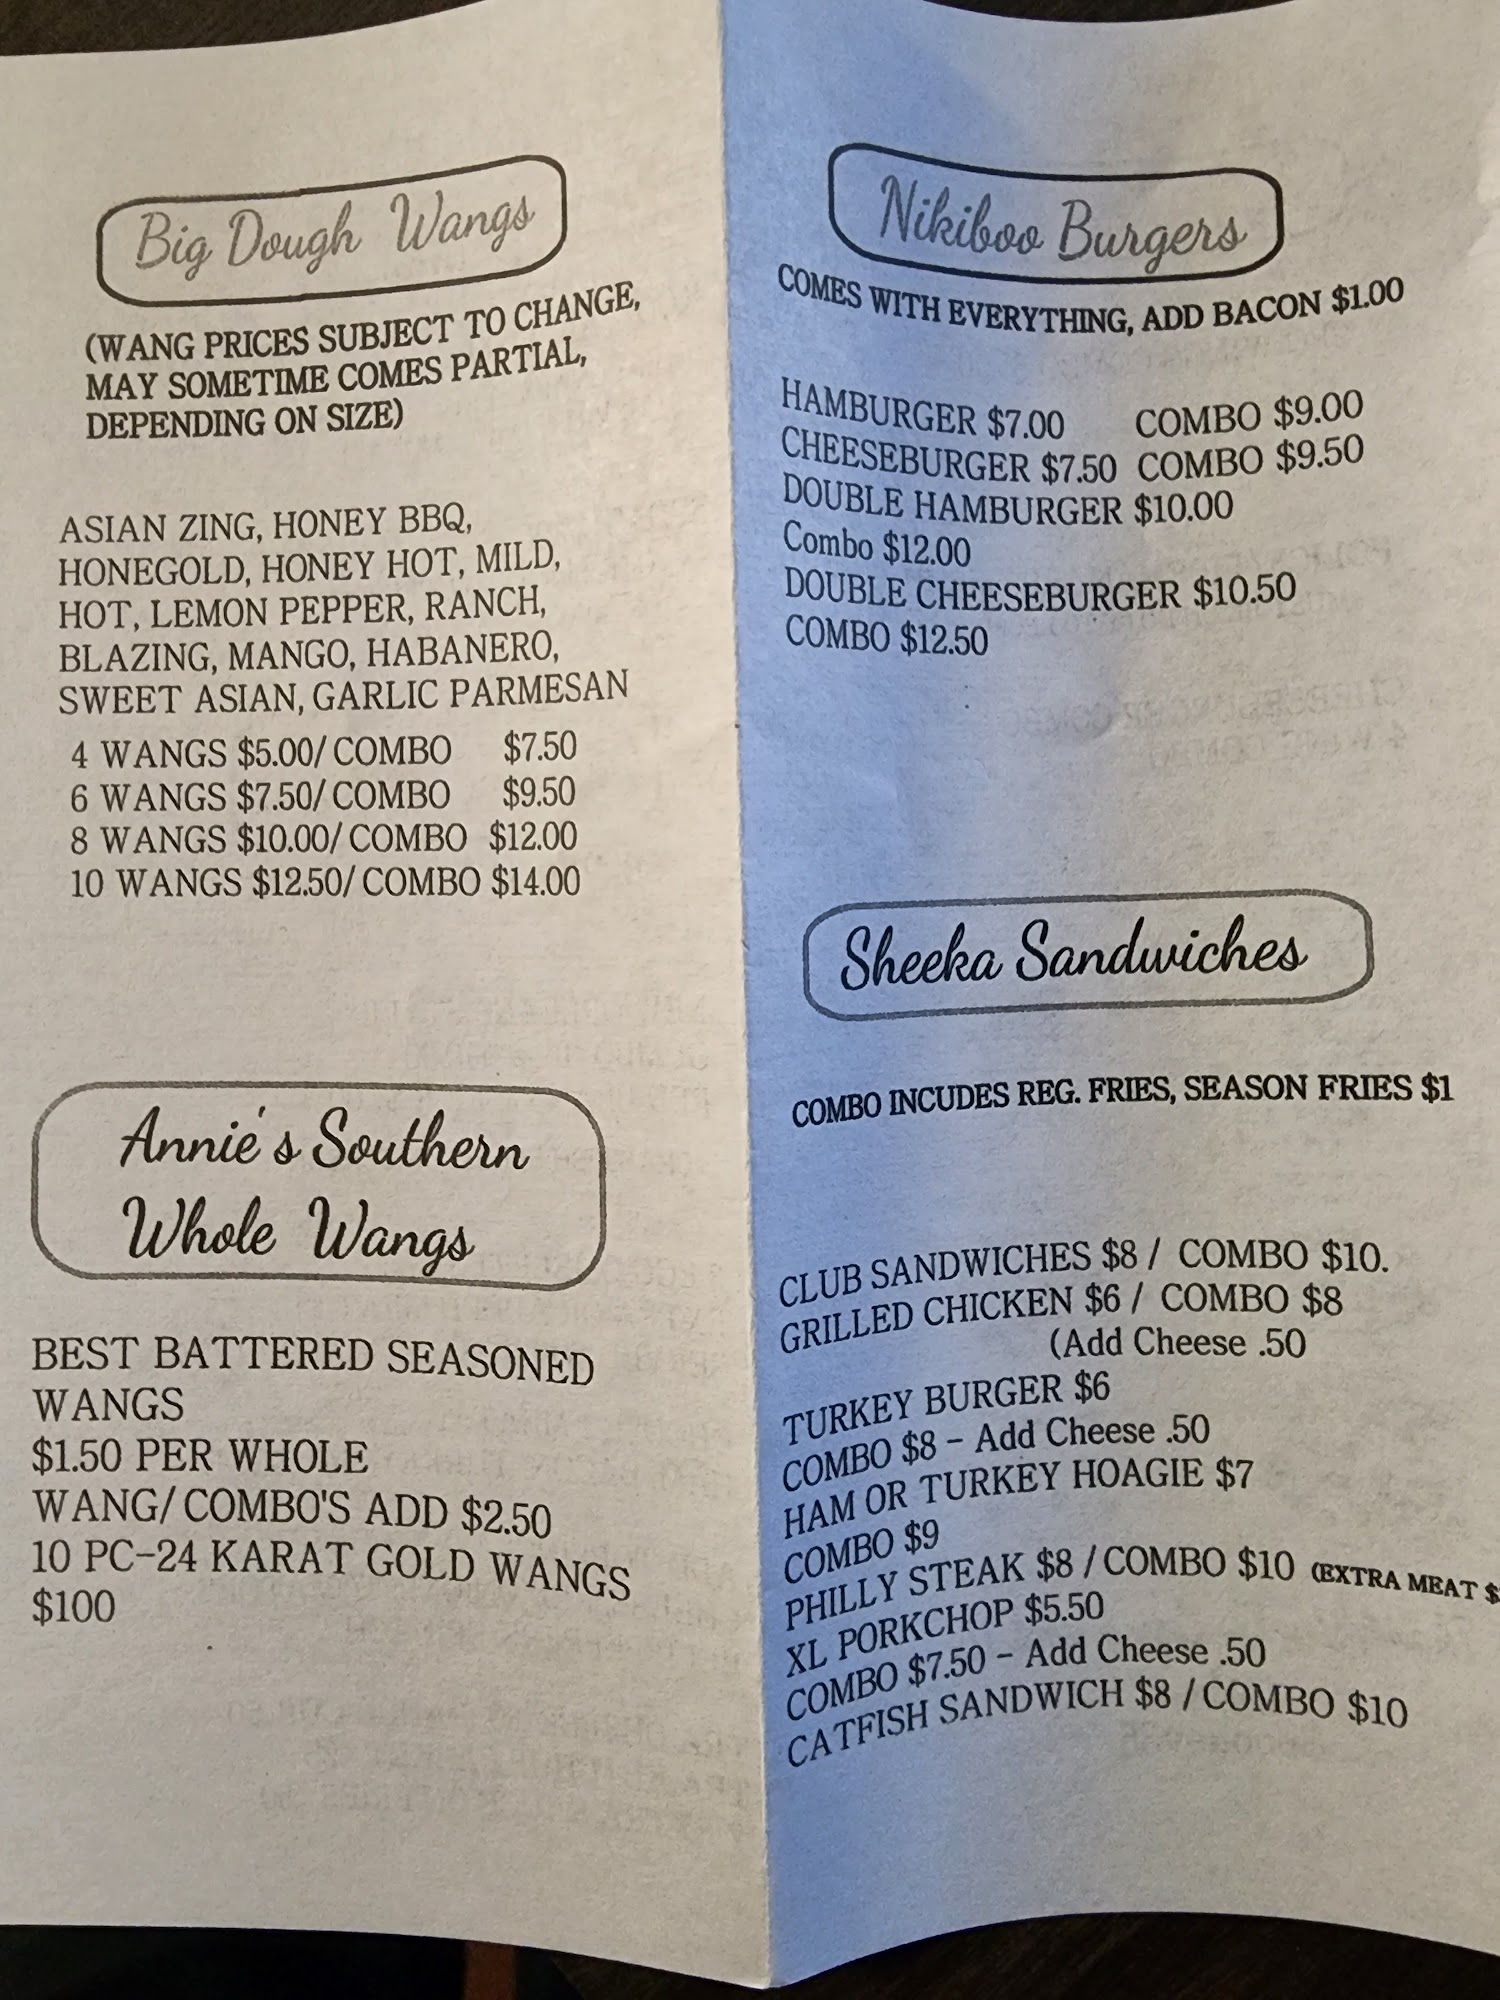 Big Dough Wangs
(WANG PRICES SUBJECT TO CHANGE,
MAY SOMETIME COMES PARTIAL,
DEPENDING ON SIZE)
ASIAN ZING, HONEY BBQ,
HONEGOLD, HONEY HOT, MILD,
HOT, LEMON PEPPER, RANCH,
BLAZING, MANGO, HABANERO,
SWEET ASIAN, GARLIC PARMESAN
4 WANGS $5.00/ COMBO $7.50
6 WANGS $7.50/ COMBO $9.50
8 WANGS $10.00/ COMBO $12.00
10 WANGS $12.50/ COMBO $14.00
Annie's Southern
Whole Wangs
BEST BATTERED SEASONED
WANGS
$1.50 PER WHOLE
WANG/ COMBO'S ADD $2.50
10 PC-24 KARAT GOLD WANGS
$100
Nikiboo Burgers
COMES WITH EVERYTHING, ADD BACON $1.00
HAMBURGER $7.00 COMBO $9.00
CHEESEBURGER $7.50 COMBO $9.50
DOUBLE HAMBURGER $10.00
Combo $12.00
DOUBLE CHEESEBURGER $10.50
COMBO $12.50
Sheeka Sandwiches
COMBO INCUDES REG. FRIES, SEASON FRIES $1
CLUB SANDWICHES $8 / COMBO $10.
GRILLED CHICKEN $6 / COMBO $8
(Add Cheese .50
TURKEY BURGER $6
COMBO $8 - Add Cheese .50
HAM OR TURKEY HOAGIE $7
COMBO $9
PHILLY STEAK $8 / COMBO $10 (EXTRA MEAT $
XL PORKCHOP $5.50
COMBO $7.50 - Add Cheese .50
CATFISH SANDWICH $8 / COMBO $10